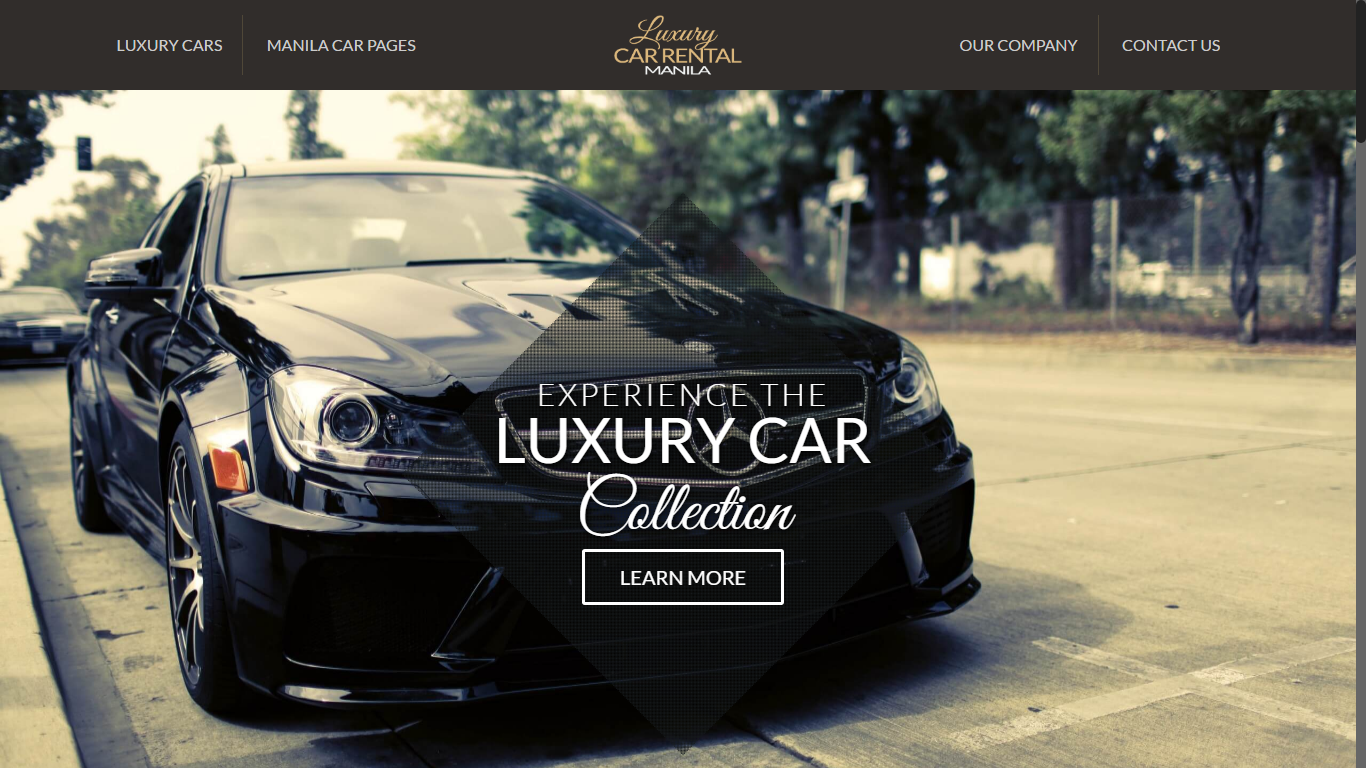 LUXURY CARS
MANILA CAR PAGES
Luxury
CAR RENTAL
MANILA
OUR COMPANY
CONTACT US
EXPERIENCE THE
LUXURY CAR
Collection
LEARN MORE